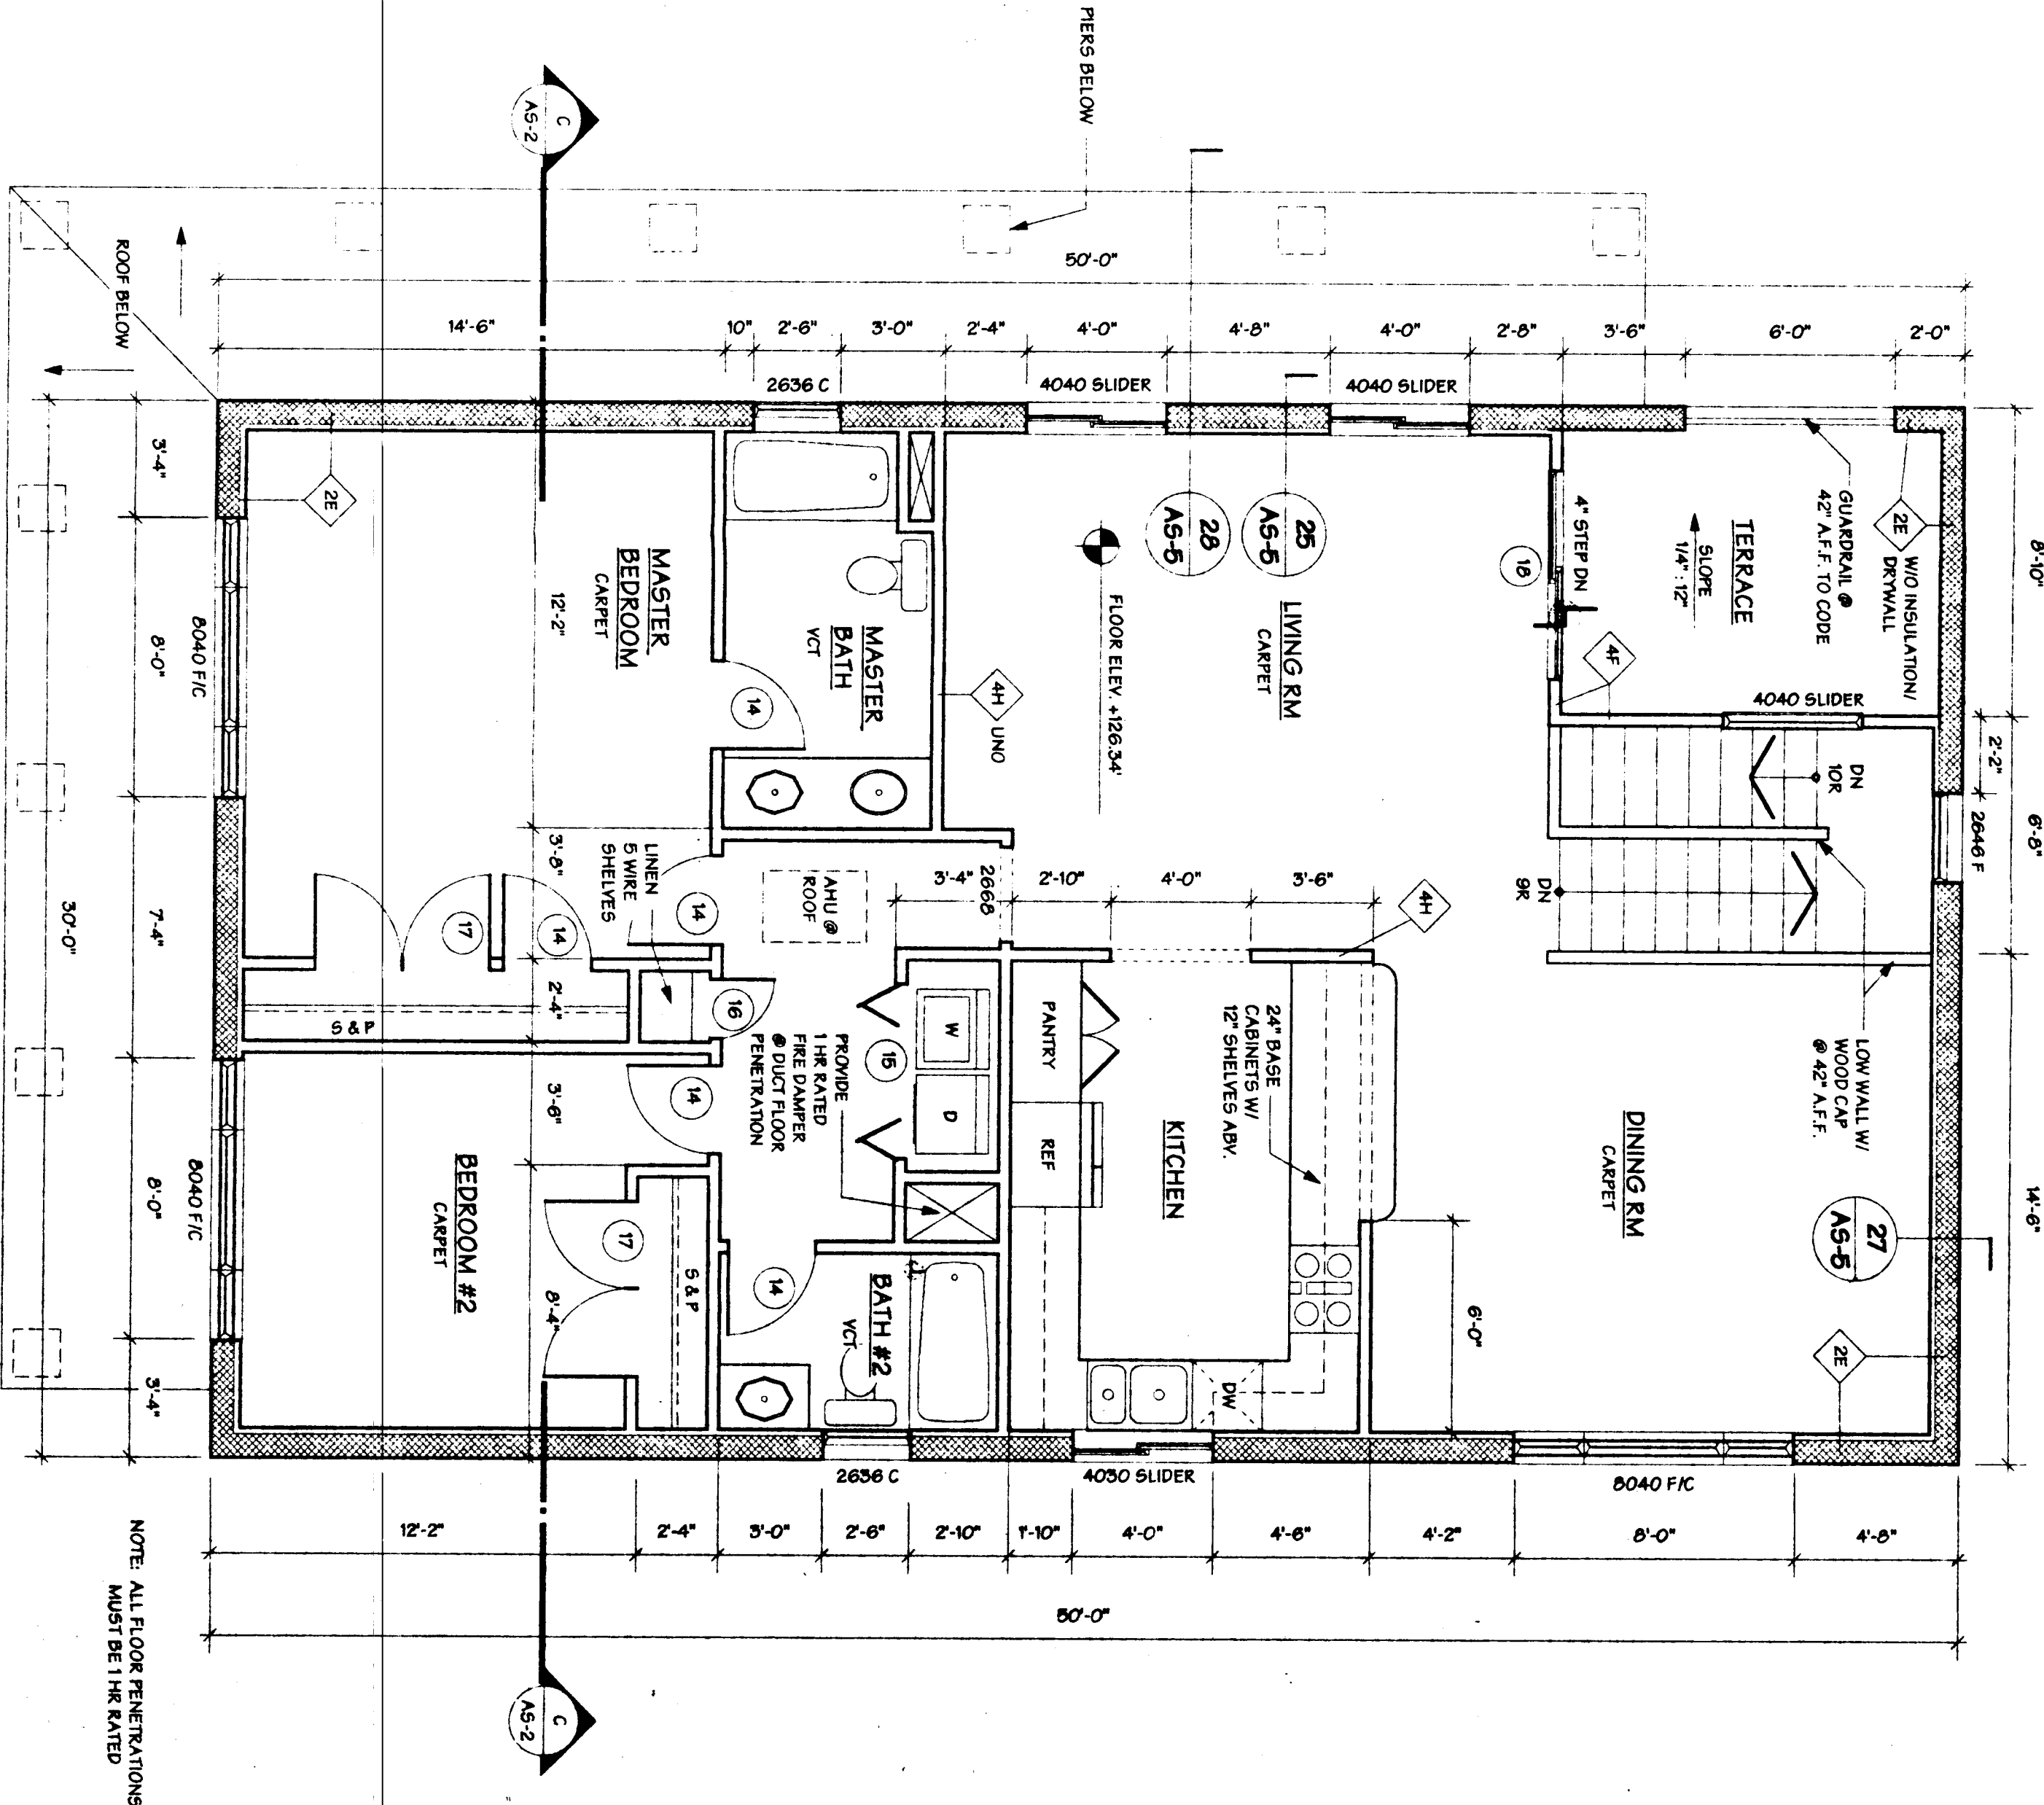 PIERS BELOW
C
AS-2
ROOF BELOW
50'-0"
14'-6"
10"
2'-6"
3'-0"
2'-4"
4'-0"
4'-8"
4'-0"
2'-8"
3'-6"
6'-0"
2'-0"
2636 C
4040 SLIDER
4040 SLIDER
3'-4"
8'-0"
7'-4"
8'-0"
3'-4"
30'-0"
8040 F/C
8040 F/C
8'-10"
2'-2"
6'-8"
14'-6"
2646 F
2E
MASTER
BEDROOM
CARPET
12'-2"
14
MASTER
BATH
VCT
4H
UNO
28
AS-5
25
AS-5
FLOOR ELEV. +126.34'
LIVING RM
CARPET
18
4" STEP DN
SLOPE
1/4" : 12"
TERRACE
GUARDRAIL @
42" A.F.F. TO CODE
2E
W/O INSULATION/
DRYWALL
4F
4040 SLIDER
DN
10R
DN
9R
LOW WALL W/
WOOD CAP
@ 42" A.F.F.
3'-8"
LINEN
5 WIRE
SHELVES
14
AHU @
ROOF
3'-4"
2668
2'-10"
4'-0"
3'-6"
4H
17
14
2'-4"
S & P
16
15
W
D
PROVIDE
1 HR RATED
FIRE DAMPER
@ DUCT FLOOR
PENETRATION
PANTRY
REF
24" BASE
CABINETS W/
12" SHELVES ABV.
KITCHEN
DINING RM
CARPET
27
AS-5
2E
6'-0"
3'-6"
14
BEDROOM #2
CARPET
17
8'-4"
S & P
14
BATH #2
VCT
DW
2636 C
4030 SLIDER
8040 F/C
12'-2"
2'-4"
3'-0"
2'-6"
2'-10"
1'-10"
4'-0"
4'-6"
4'-2"
8'-0"
4'-8"
50'-0"
C
AS-2
NOTE: ALL FLOOR PENETRATIONS
MUST BE 1 HR RATED